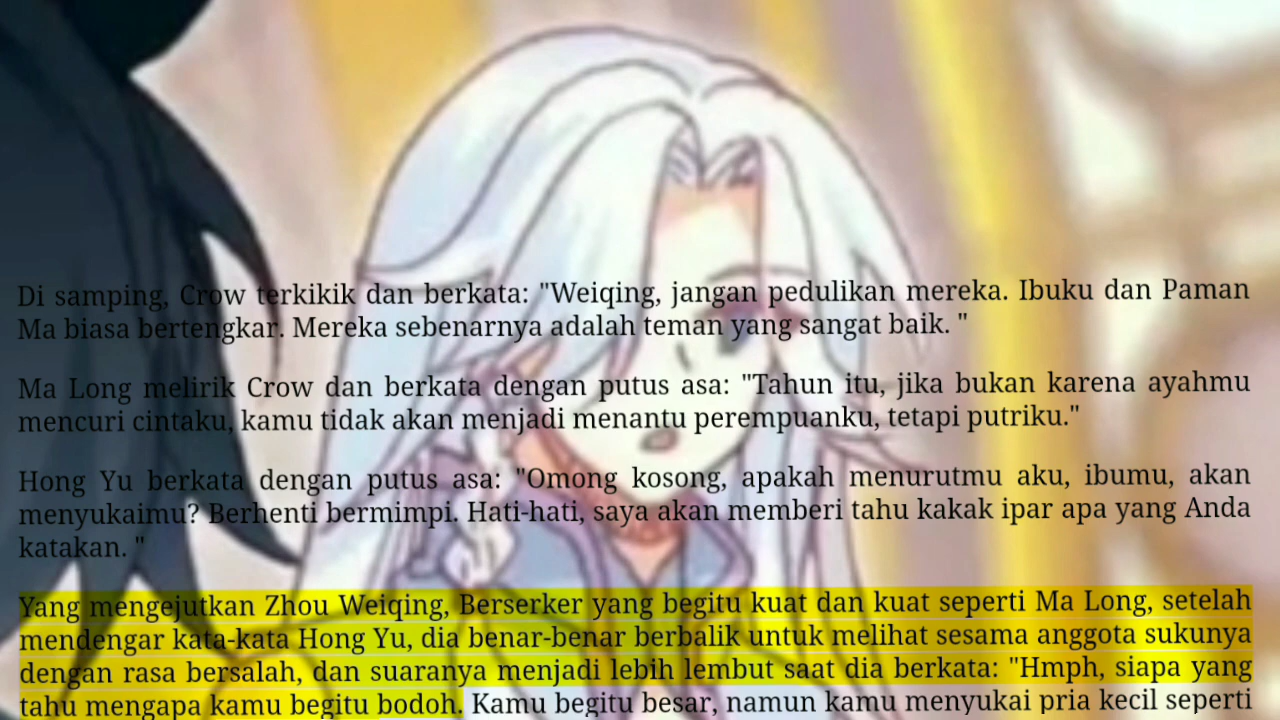 Di samping, Crow terkikik dan berkata: "Weiqing, jangan pedulikan mereka. Ibuku dan Paman
Ma biasa bertengkar. Mereka sebenarnya adalah teman yang sangat baik. "
Ma Long melirik Crow dan berkata dengan putus asa: "Tahun itu, jika bukan karena ayahmu
mencuri cintaku, kamu tidak akan menjadi menantu perempuanku, tetapi putriku."
Hong Yu berkata dengan putus asa: "Omong kosong, apakah menurutmu aku, ibumu, akan
menyukaimu? Berhenti bermimpi. Hati-hati, saya akan memberi tahu kakak ipar apa yang Anda
katakan. "
Yang mengejutkan Zhou Weiqing, Berserker yang begitu kuat dan kuat seperti Ma Long, setelah
mendengar kata-kata Hong Yu, dia benar-benar berbalik untuk melihat sesama anggota sukunya
dengan rasa bersalah, dan suaranya menjadi lebih lembut saat dia berkata: "Hmph, siapa yang
tahu mengapa kamu begitu bodoh. Kamu begitu besar, namun kamu menyukai pria kecil seperti